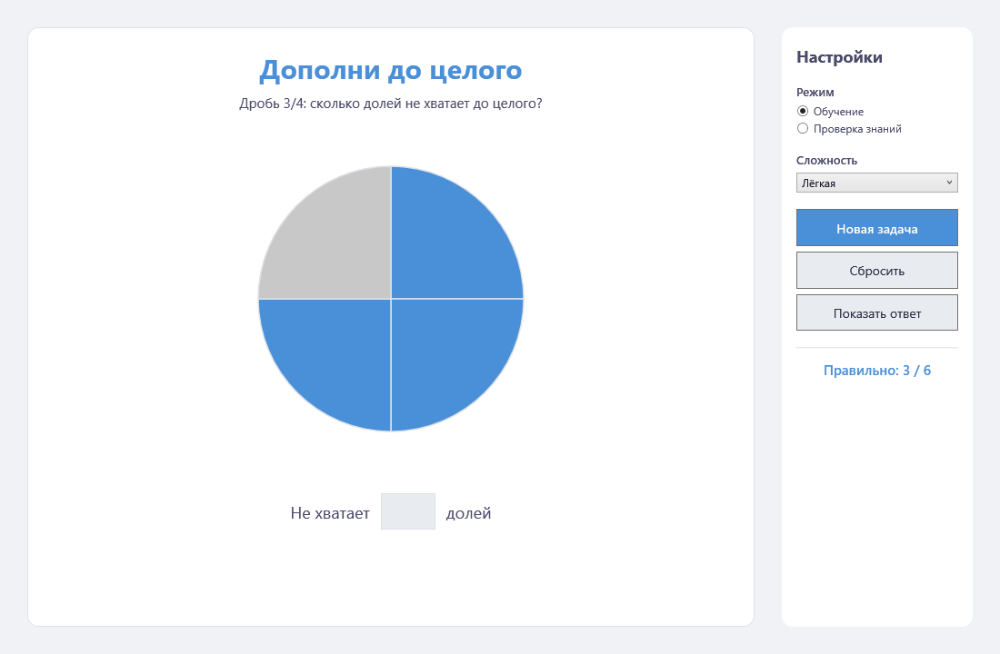 Дополни до целого
Дробь 3/4: сколько долей не хватает до целого?
Не хватает
долей
Настройки
Режим
Обучение
Проверка знаний
Сложность
Лёгкая
Новая задача
Сбросить
Показать ответ
Правильно: 3 / 6